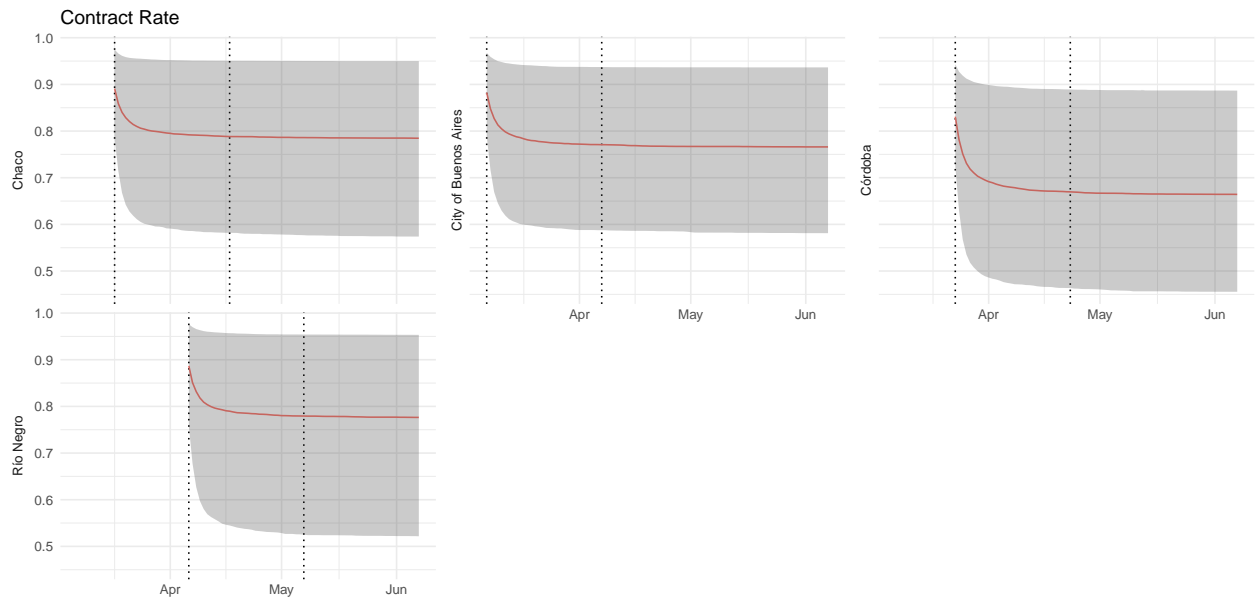 Contract Rate
1.0
0.9
0.8
0.7
0.6
0.5
Chaco
City of Buenos Aires
Apr
May
Jun
Córdoba
Apr
May
Jun
1.0
0.9
0.8
0.7
0.6
0.5
Río Negro
Apr
May
Jun